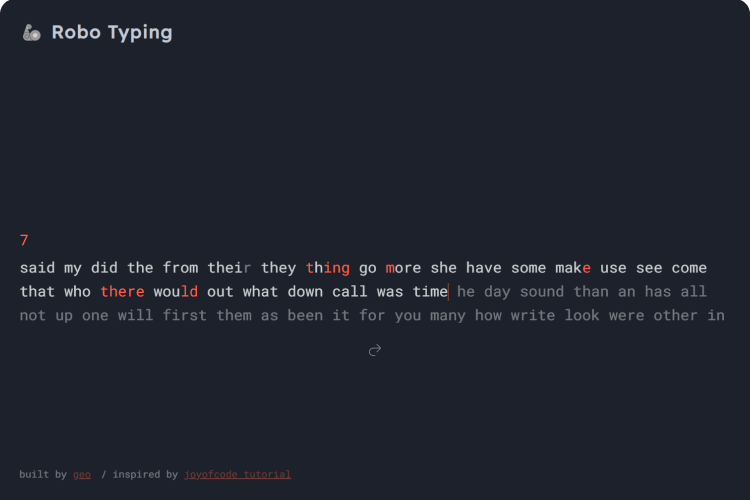 Robo Typing
7
said my did the from their they thing go more she have some make use see come
that who there would out what down call was time he day sound than an has all
not up one will first them as been it for you many how write look were other in
built by geo / inspired by joyofcode tutorial